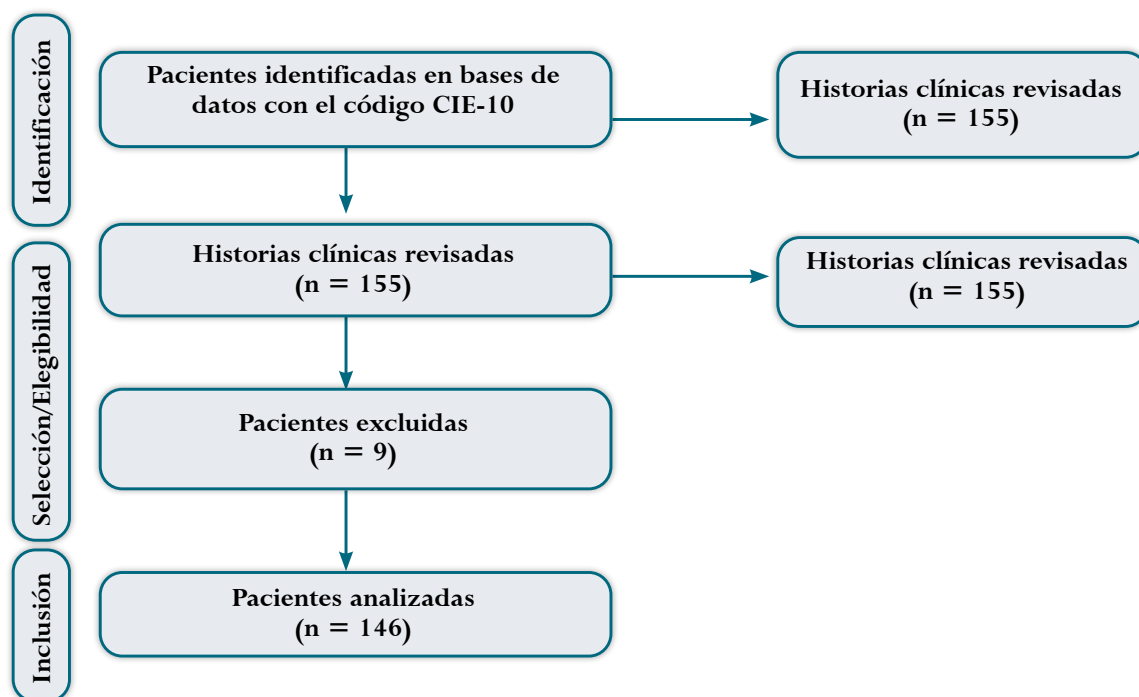 Identificación
Pacientes identificadas en bases de
datos con el código CIE-10
Historias clínicas revisadas
(n = 155)
Selección/Elegibilidad
Historias clínicas revisadas
(n = 155)
Historias clínicas revisadas
(n = 155)
Pacientes excluidas
(n = 9)
Inclusión
Pacientes analizadas
(n = 146)